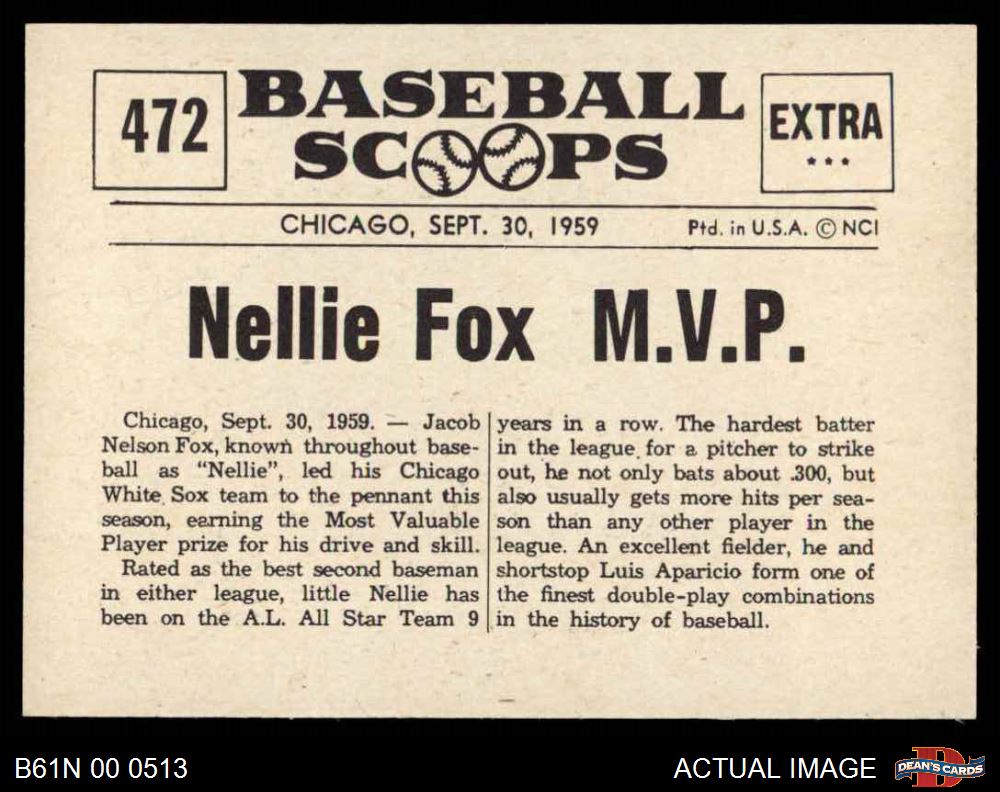 472
BASEBALL
SCOOPS
EXTRA
***
CHICAGO, SEPT. 30, 1959
Ptd. in U.S.A. © NCI
Nellie Fox M.V.P.
Chicago, Sept. 30, 1959. — Jacob
Nelson Fox, known throughout base-
ball as "Nellie", led his Chicago
White Sox team to the pennant this
season, earning the Most Valuable
Player prize for his drive and skill.
Rated as the best second baseman
in either league, little Nellie has
been on the A.L. All Star Team 9
years in a row. The hardest batter
in the league for a pitcher to strike
out, he not only bats about .300, but
also usually gets more hits per sea-
son than any other player in the
league. An excellent fielder, he and
shortstop Luis Aparicio form one of
the finest double-play combinations
in the history of baseball.
B61N 00 0513
ACTUAL IMAGE
DEAN'S CARDS